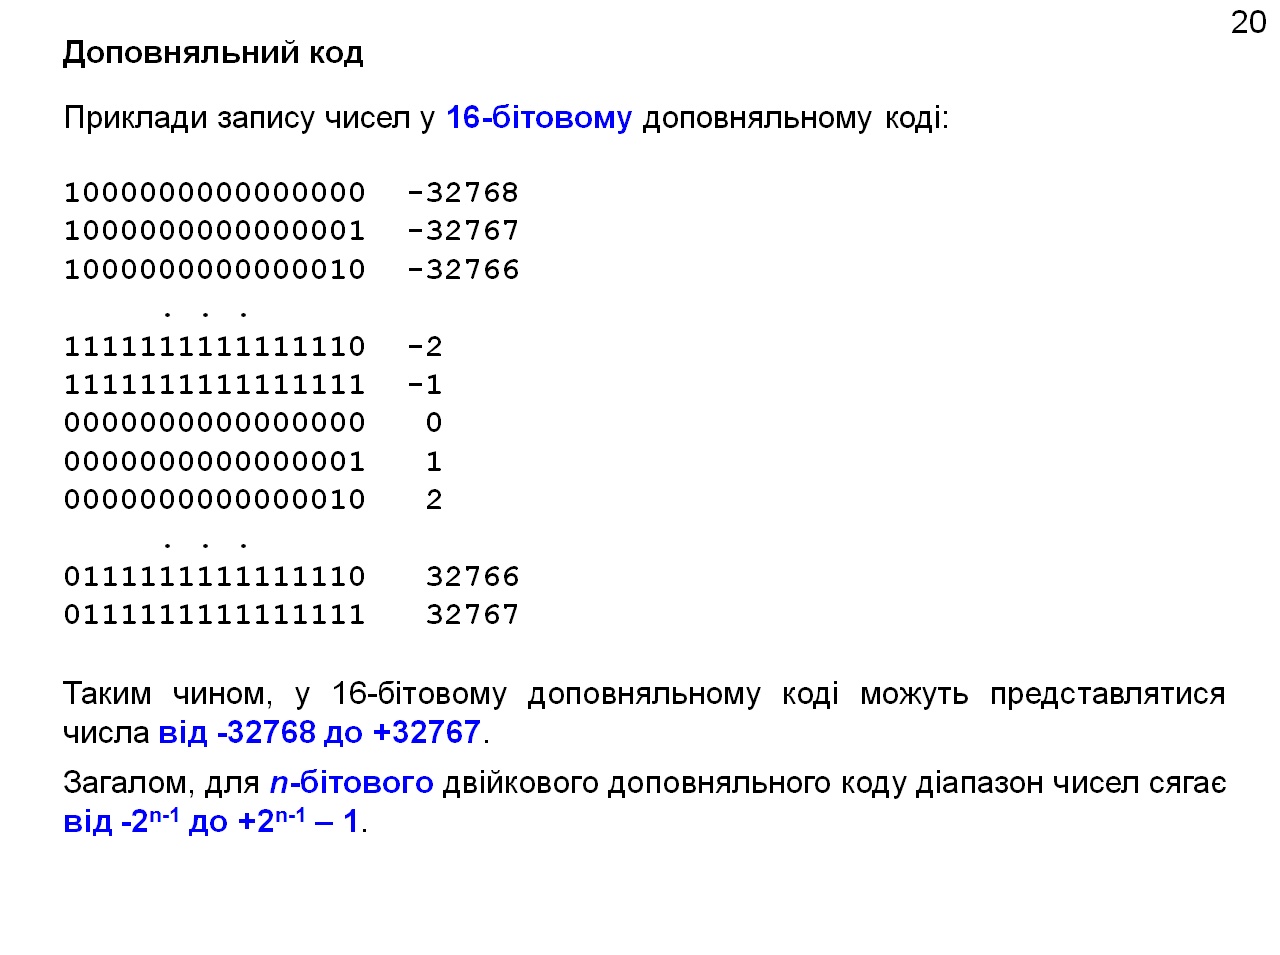 20
Доповняльний код
Приклади запису чисел у 16-бітовому доповняльному коді:
1000000000000000 -32768
1000000000000001 -32767
1000000000000010 -32766
. . .
1111111111111110 -2
1111111111111111 -1
0000000000000000 0
0000000000000001 1
0000000000000010 2
. . .
0111111111111110 32766
0111111111111111 32767
Таким чином, у 16-бітовому доповняльному коді можуть представлятися
числа від -32768 до +32767.
Загалом, для n-бітового двійкового доповняльного коду діапазон чисел сягає
від -2ⁿ⁻¹ до +2ⁿ⁻¹ – 1.